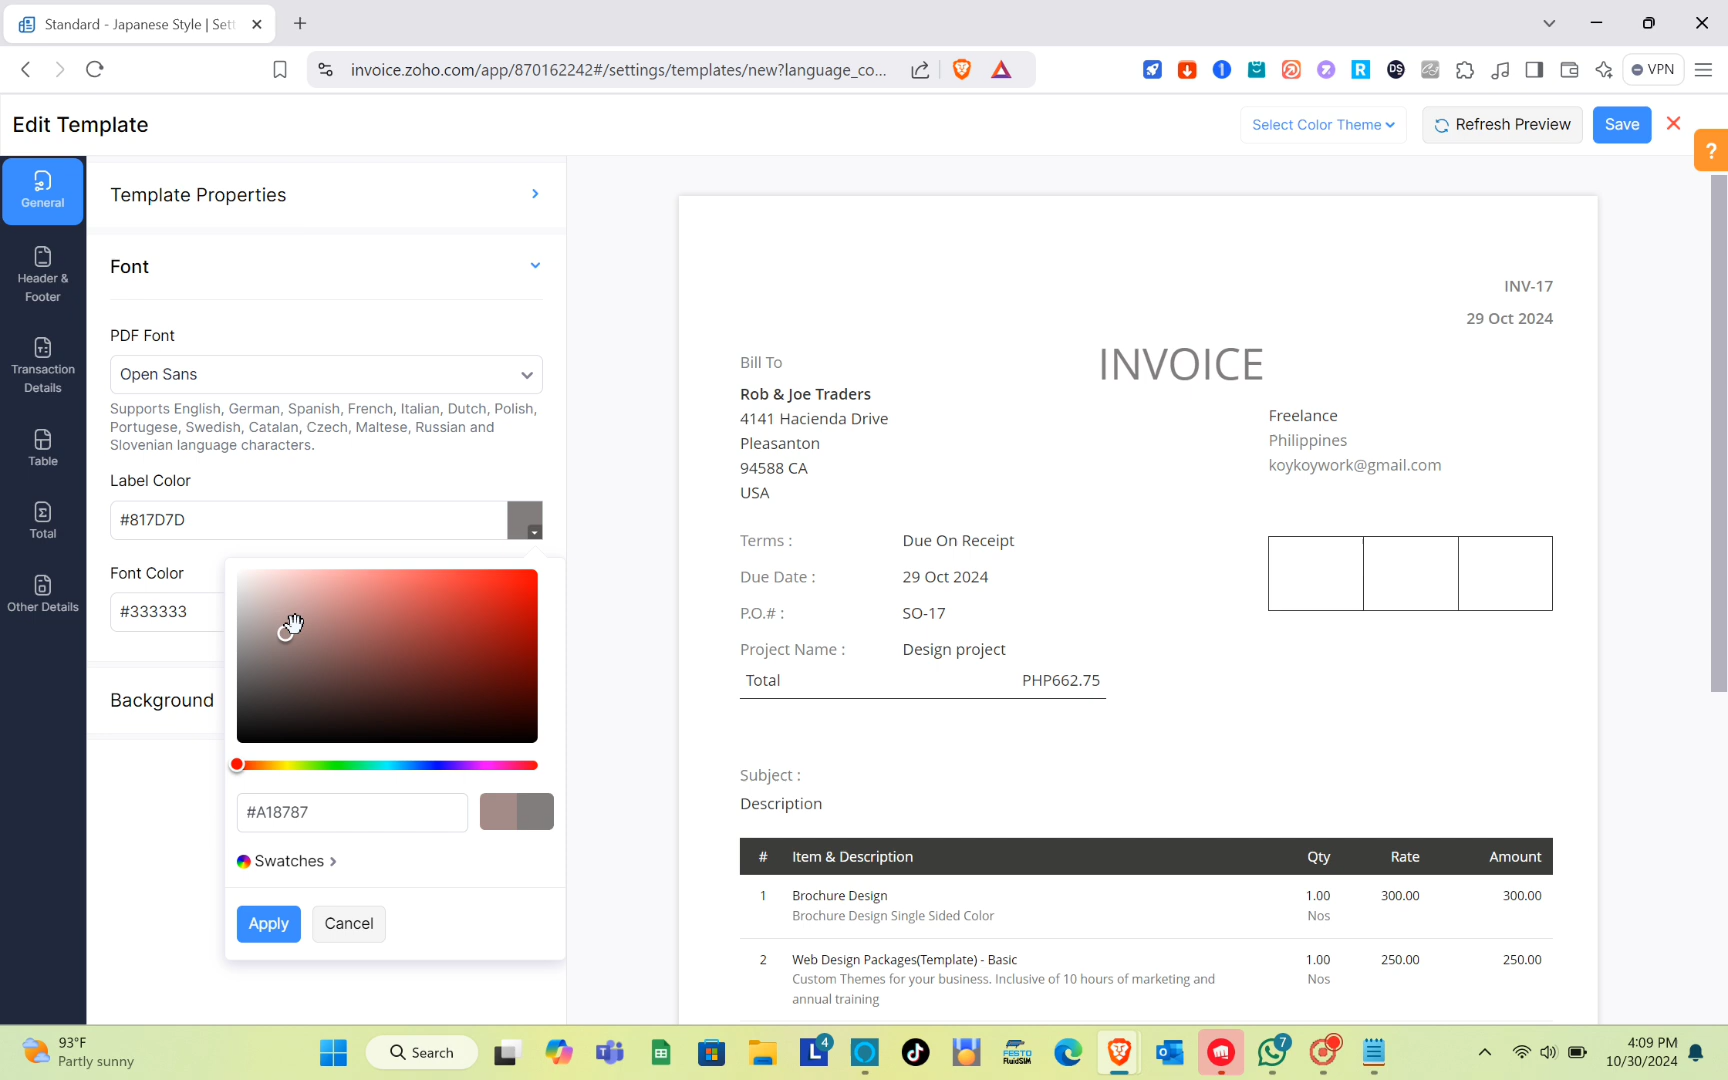 Standard - Japanese Style | Sett
invoice.zoho.com/app/870162242#/settings/templates/new?language_co...
VPN
Edit Template
Select Color Theme
Refresh Preview
Save
?
General
Header &
Footer
Transaction
Details
Table
Total
Other Details
Template Properties
Font
PDF Font
Open Sans
Supports English, German, Spanish, French, Italian, Dutch, Polish,
Portugese, Swedish, Catalan, Czech, Maltese, Russian and
Slovenian language characters.
Label Color
#817D7D
Font Color
#333333
Background
#A18787
Swatches
Apply
Cancel
INV-17
29 Oct 2024
INVOICE
Bill To
Rob & Joe Traders
4141 Hacienda Drive
Pleasanton
94588 CA
USA
Freelance
Philippines
koykoywork@gmail.com
Terms : Due On Receipt
Due Date : 29 Oct 2024
P.O.# : SO-17
Project Name : Design project
Total PHP662.75
Subject :
Description
# Item & Description Qty Rate Amount
1 Brochure Design 1.00 300.00 300.00
Brochure Design Single Sided Color Nos
2 Web Design Packages(Template) - Basic 1.00 250.00 250.00
Custom Themes for your business. Inclusive of 10 hours of marketing and Nos
annual training
93°F
Partly sunny
Search
4
FESTO
FluidSIM
7
4:09 PM
10/30/2024